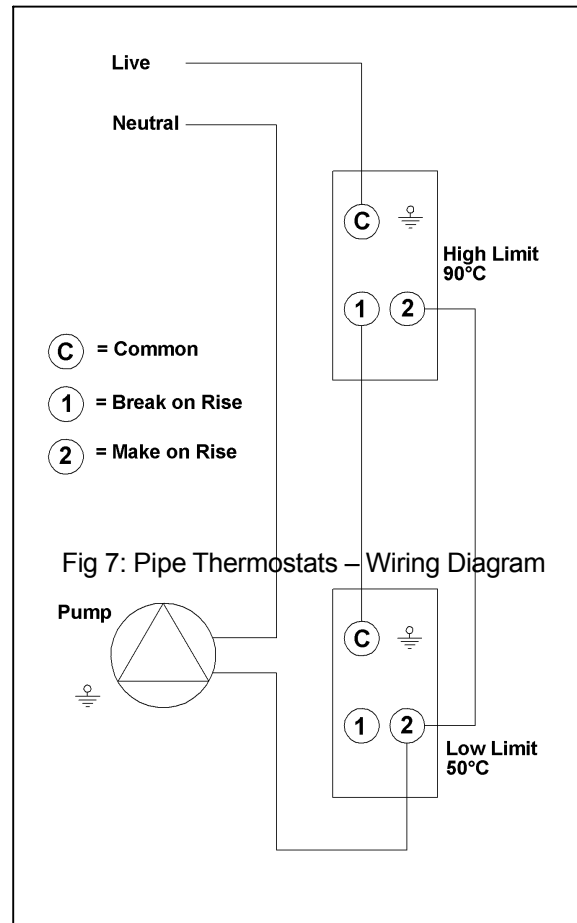 Live
Neutral
C
High Limit
90°C
1 2
C = Common
1 = Break on Rise
2 = Make on Rise
Fig 7: Pipe Thermostats – Wiring Diagram
Pump
C
1 2
Low Limit
50°C